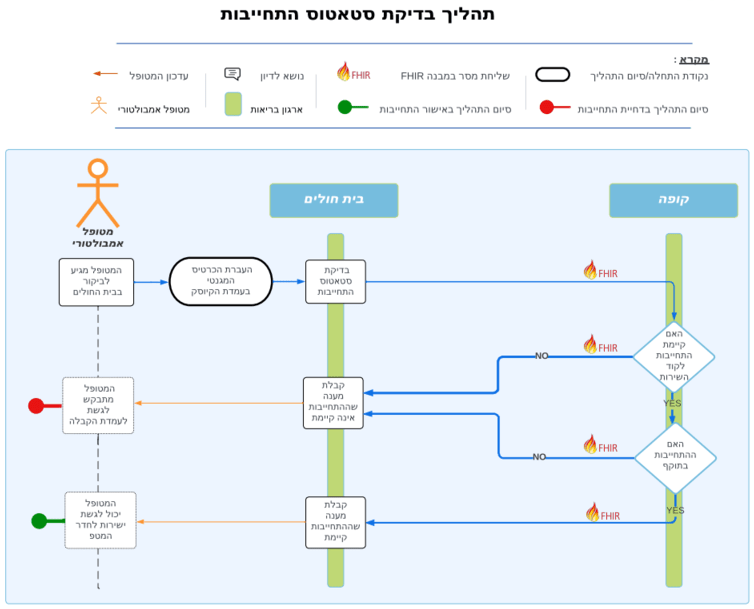 תהליך בדיקת סטאטוס התחייבות
מקרא :
נקודת התחלה/סיום התהליך
שליחת מסר במבנה FHIR
FHIR
נושא לדיון
עדכון המטופל
סיום התהליך בדחיית התחייבות
סיום התהליך באישור התחייבות
ארגון בריאות
מטופל אמבולטורי
קופה
בית חולים
מטופל
אמבולטורי
המטופל מגיע
לביקור
בבית החולים
העברת הכרטיס
המגנטי
בעמדת הקיוסק
בדיקת
סטאטוס
התחייבות
FHIR
האם
קיימת
התחייבות
לקוד
השירות
FHIR
NO
קבלת
מענה
שההתחייבות
אינה קיימת
המטופל
מתבקש
לגשת
לעמדת הקבלה
YES
האם
ההתחייבות
בתוקף
FHIR
NO
YES
FHIR
קבלת
מענה
שההתחייבות
קיימת
המטופל
יכול לגשת
ישירות לחדר
המטפ